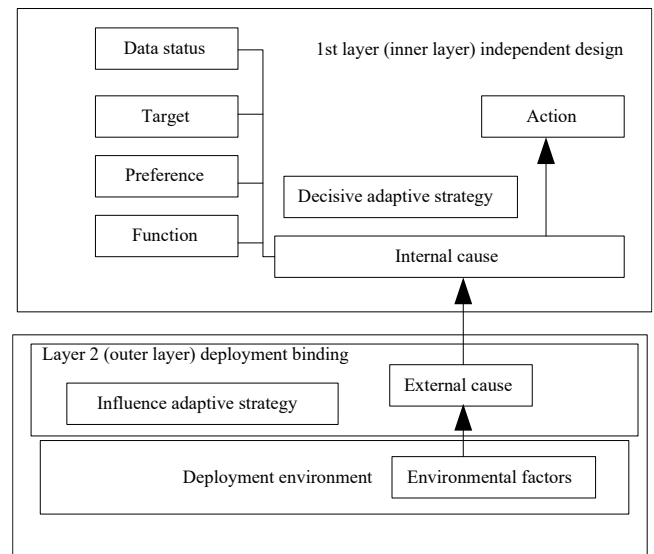 Data status
1st layer (inner layer) independent design
Target
Action
Preference
Decisive adaptive strategy
Function
Internal cause
Layer 2 (outer layer) deployment binding
External cause
Influence adaptive strategy
Deployment environment
Environmental factors